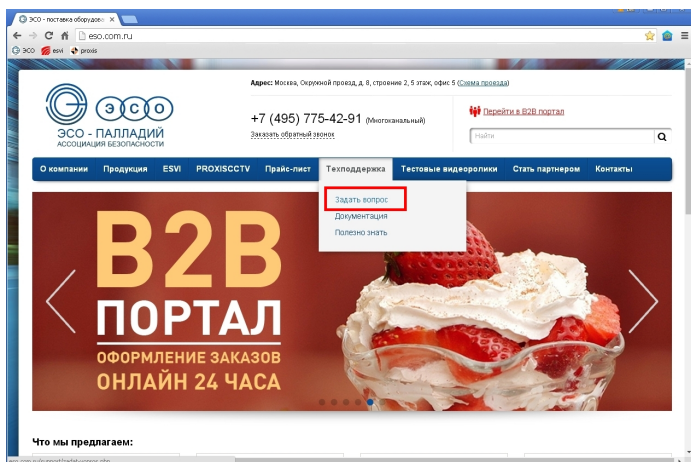 ЭСО - поставка оборудова
eso.com.ru
ЭСО esvi proxis
Адрес: Москва, Окружной проезд, д. 8, строение 2, 5 этаж, офис 5 (Схема проезда)
ЭСО
ЭСО - ПАЛЛАДИЙ
АССОЦИАЦИЯ БЕЗОПАСНОСТИ
+7 (495) 775-42-91 (Многоканальный)
Заказать обратный звонок
Перейти в B2B портал
Найти
О компании Продукция ESVI PROXISCCTV Прайс-лист Техподдержка Тестовые видеоролики Стать партнером Контакты
Задать вопрос
Документация
Полезно знать
B2B
ПОРТАЛ
ОФОРМЛЕНИЕ ЗАКАЗОВ
ОНЛАЙН 24 ЧАСА
Что мы предлагаем: